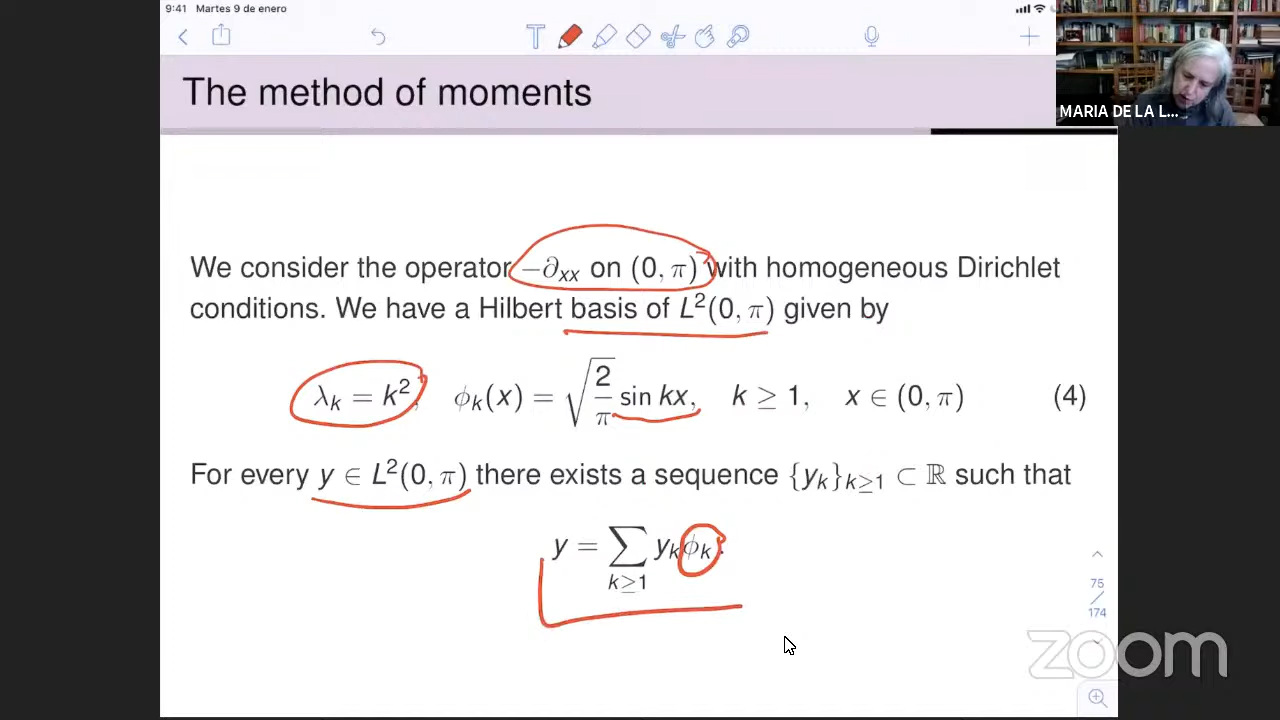 9:41 Martes 9 de enero
The method of moments
MARIA DE LA L...
We consider the operator −∂xx on (0, π) with homogeneous Dirichlet
conditions. We have a Hilbert basis of L²(0, π) given by
λₖ = k², ϕₖ(x) = √(2/π) sin kx, k ≥ 1, x ∈ (0, π) (4)
For every y ∈ L²(0, π) there exists a sequence {yₖ}ₖ≥₁ ⊂ ℝ such that
y = ∑ₖ≥₁ yₖϕₖ.
75
174
zoom